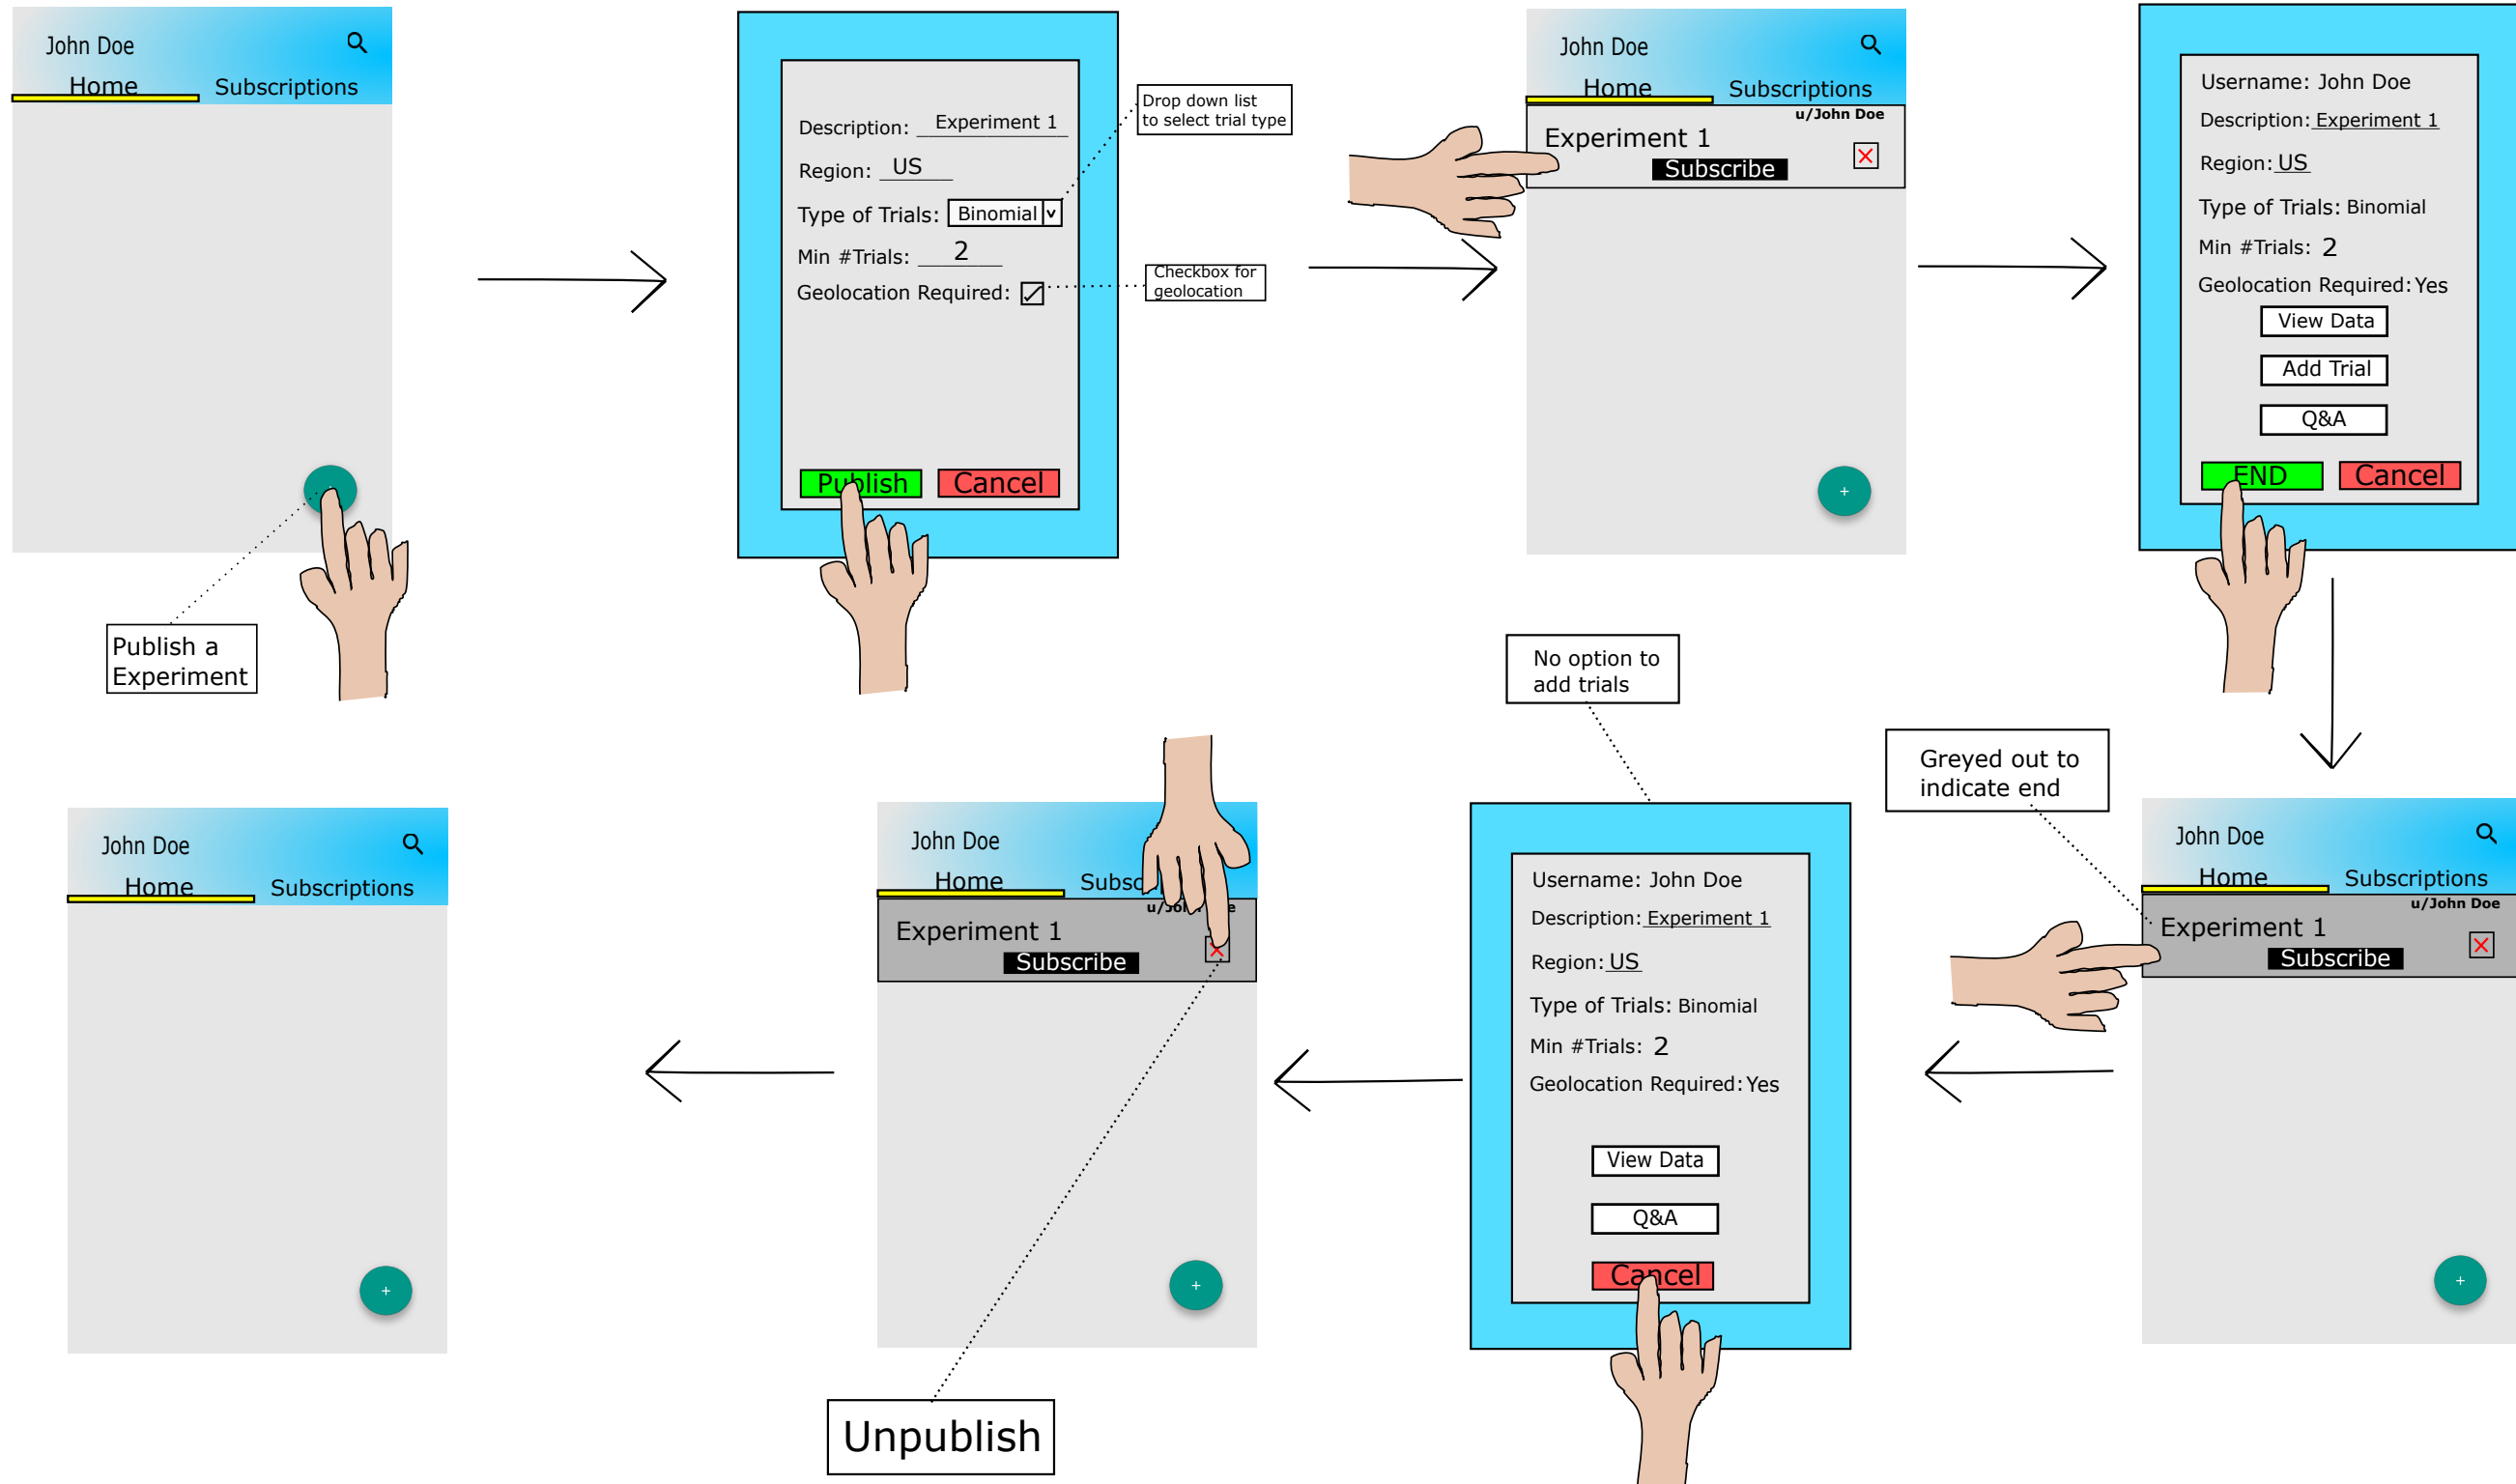 John Doe
Home
Subscriptions
Publish a
Experiment
Description: Experiment 1
Region: US
Type of Trials: Binomial
Min #Trials: 2
Geolocation Required:
Publish
Cancel
Drop down list
to select trial type
Checkbox for
geolocation
John Doe
Home
Subscriptions
u/John Doe
Experiment 1
Subscribe
+
Username: John Doe
Description: Experiment 1
Region: US
Type of Trials: Binomial
Min #Trials: 2
Geolocation Required: Yes
View Data
Add Trial
Q&A
END
Cancel
Greyed out to
indicate end
John Doe
Home
Subscriptions
u/John Doe
Experiment 1
Subscribe
+
No option to
add trials
Username: John Doe
Description: Experiment 1
Region: US
Type of Trials: Binomial
Min #Trials: 2
Geolocation Required: Yes
View Data
Q&A
Cancel
John Doe
Home
Experiment 1
Subscribe
+
Unpublish
John Doe
Home
Subscriptions
+